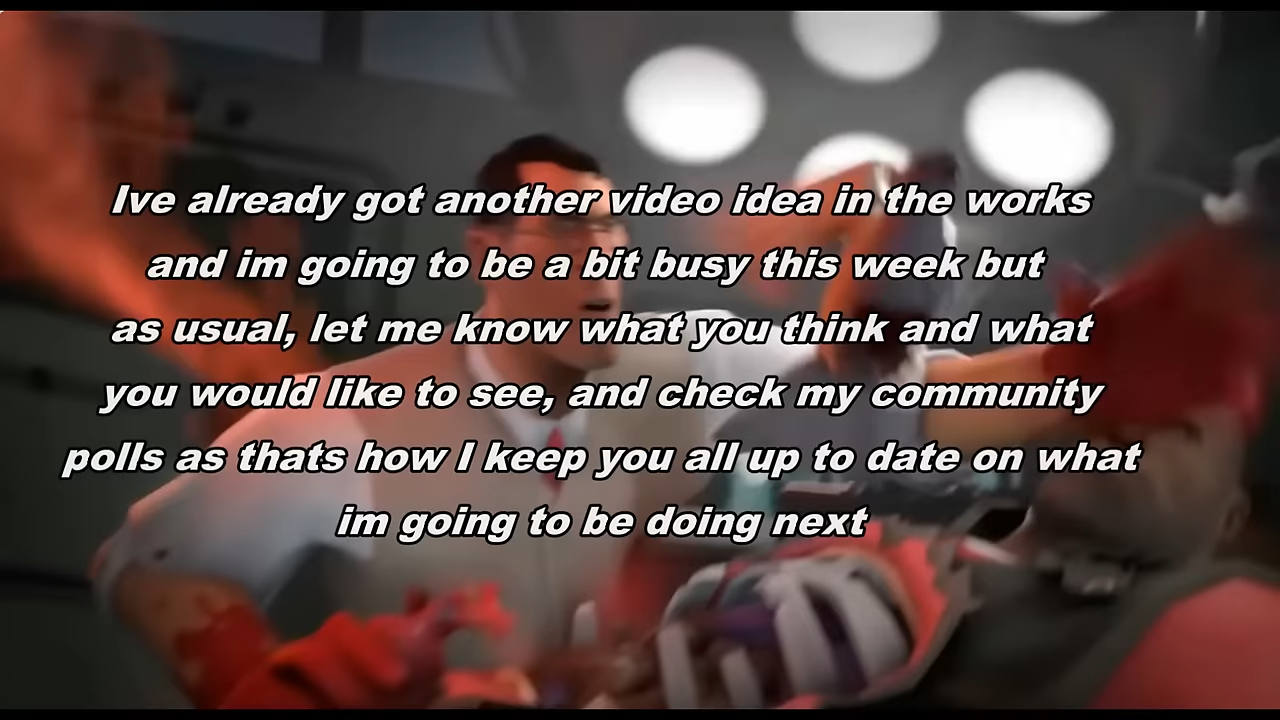 Ive already got another video idea in the works
and im going to be a bit busy this week but
as usual, let me know what you think and what
you would like to see, and check my community
polls as thats how I keep you all up to date on what
im going to be doing next